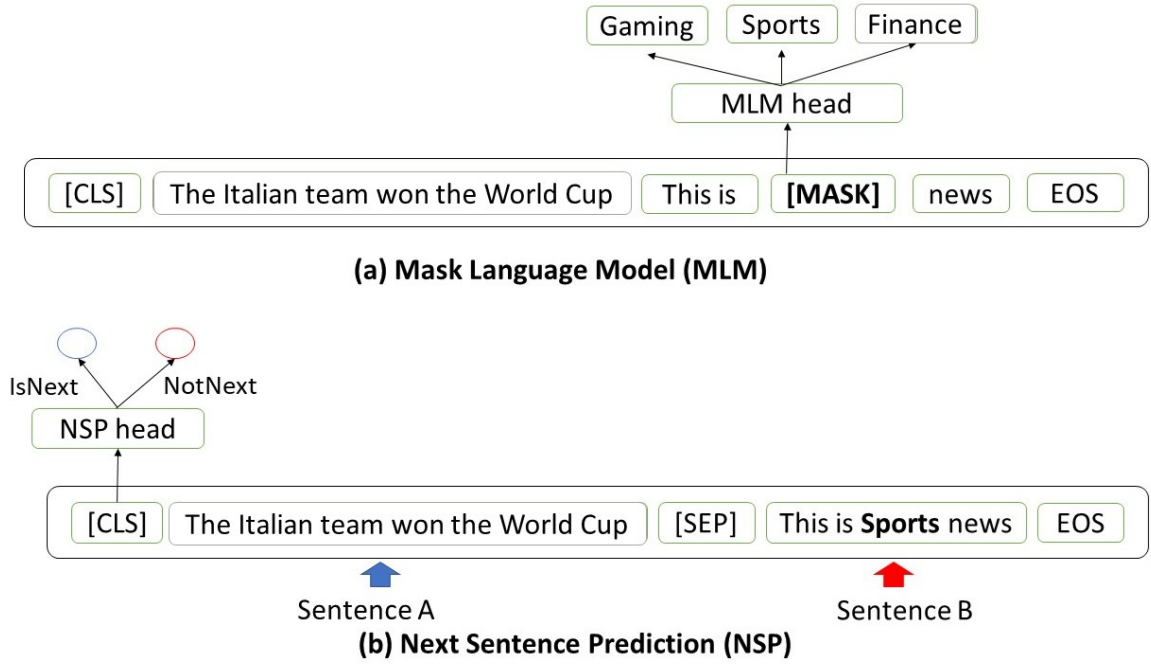 Gaming Sports Finance
MLM head
[CLS] The Italian team won the World Cup This is [MASK] news EOS
(a) Mask Language Model (MLM)
IsNext NotNext
NSP head
[CLS] The Italian team won the World Cup [SEP] This is Sports news EOS
Sentence A Sentence B
(b) Next Sentence Prediction (NSP)